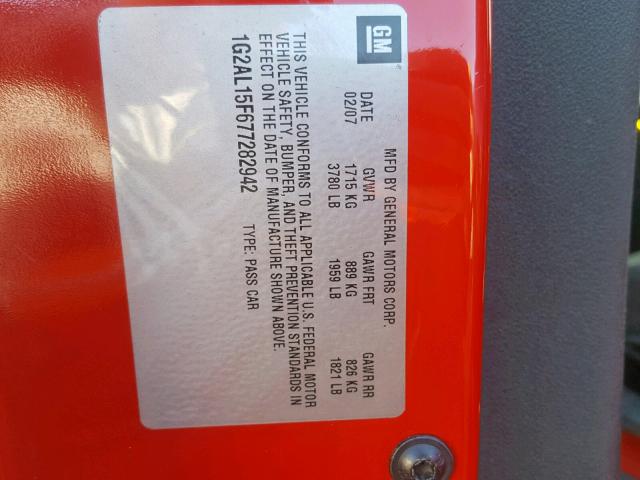 GM
MFD BY GENERAL MOTORS CORP.
DATE GVWR GAWR FRT GAWR RR
02/07 1715 KG 889 KG 826 KG
3780 LB 1959 LB 1821 LB
THIS VEHICLE CONFORMS TO ALL APPLICABLE U.S. FEDERAL MOTOR
VEHICLE SAFETY, BUMPER, AND THEFT PREVENTION STANDARDS IN
EFFECT ON THE DATE OF MANUFACTURE SHOWN ABOVE.
1G2AL15F677282942 TYPE: PASS CAR